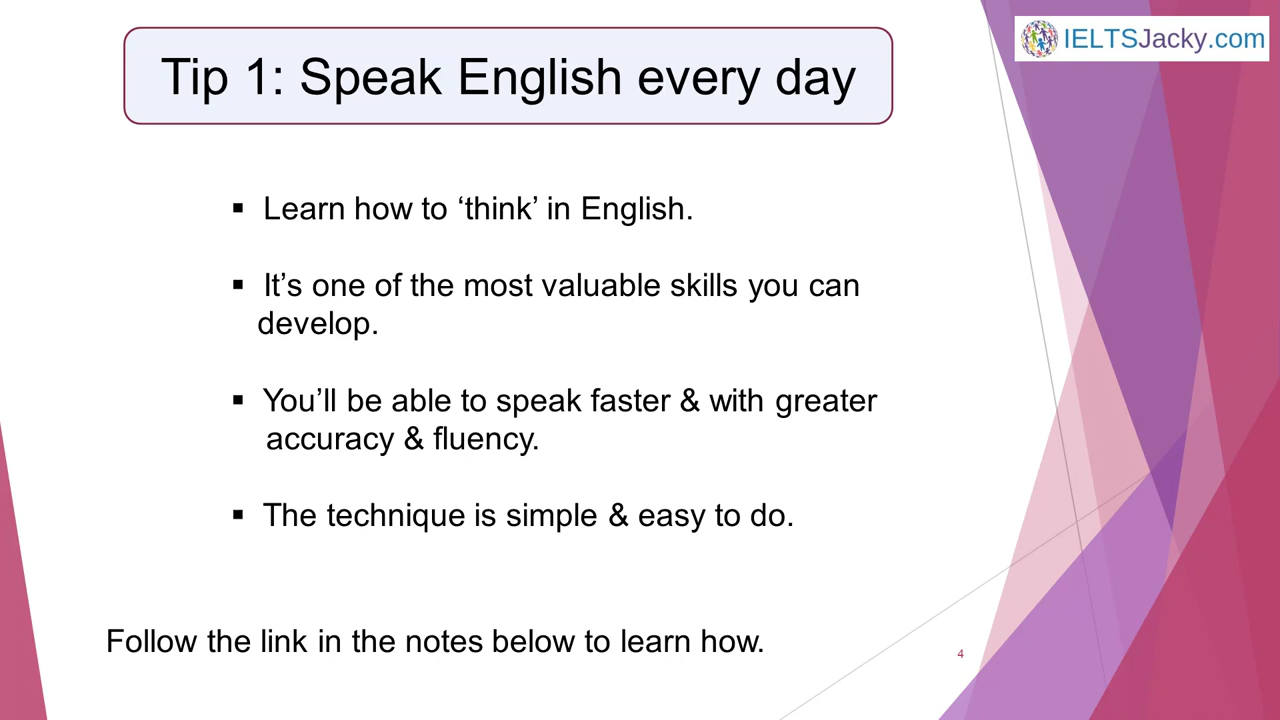 IELTSJacky.com
Tip 1: Speak English every day
▪ Learn how to ‘think’ in English.
▪ It’s one of the most valuable skills you can
develop.
▪ You’ll be able to speak faster & with greater
accuracy & fluency.
▪ The technique is simple & easy to do.
Follow the link in the notes below to learn how.
4